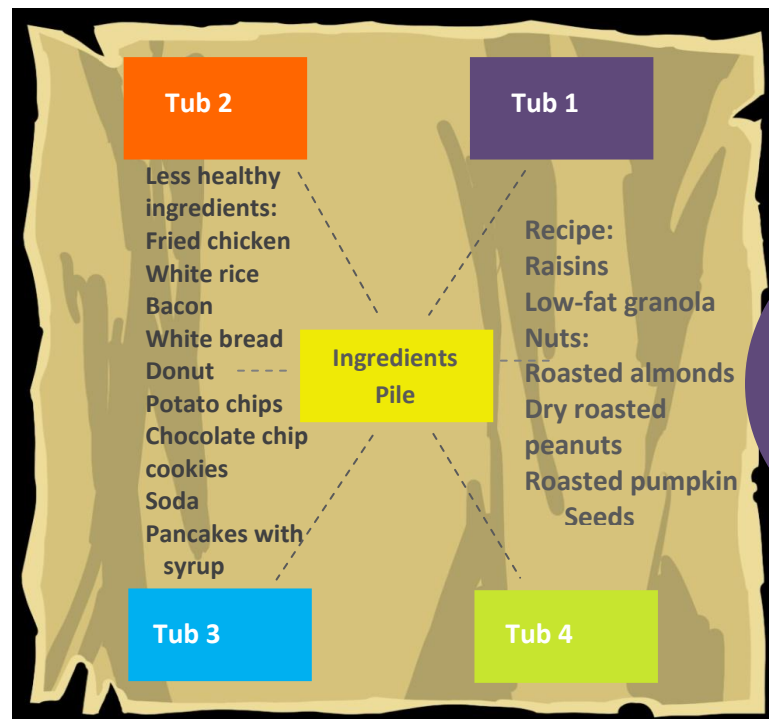 Tub 2
Tub 1
Less healthy
ingredients:
Fried chicken
White rice
Bacon
White bread
Donut
Potato chips
Chocolate chip
cookies
Soda
Pancakes with
syrup
Ingredients
Pile
Recipe:
Raisins
Low-fat granola
Nuts:
Roasted almonds
Dry roasted
peanuts
Roasted pumpkin
Seeds
Tub 3
Tub 4